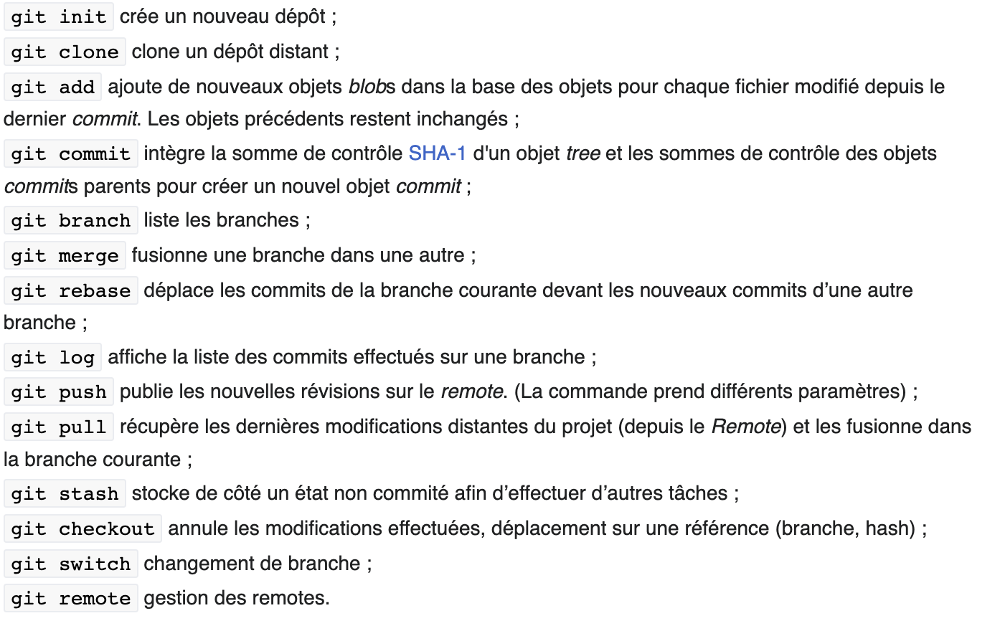 git init crée un nouveau dépôt ;
git clone clone un dépôt distant ;
git add ajoute de nouveaux objets blobs dans la base des objets pour chaque fichier modifié depuis le
dernier commit. Les objets précédents restent inchangés ;
git commit intègre la somme de contrôle SHA-1 d'un objet tree et les sommes de contrôle des objets
commits parents pour créer un nouvel objet commit ;
git branch liste les branches ;
git merge fusionne une branche dans une autre ;
git rebase déplace les commits de la branche courante devant les nouveaux commits d’une autre
branche ;
git log affiche la liste des commits effectués sur une branche ;
git push publie les nouvelles révisions sur le remote. (La commande prend différents paramètres) ;
git pull récupère les dernières modifications distantes du projet (depuis le Remote) et les fusionne dans
la branche courante ;
git stash stocke de côté un état non commité afin d’effectuer d’autres tâches ;
git checkout annule les modifications effectuées, déplacement sur une référence (branche, hash) ;
git switch changement de branche ;
git remote gestion des remotes.